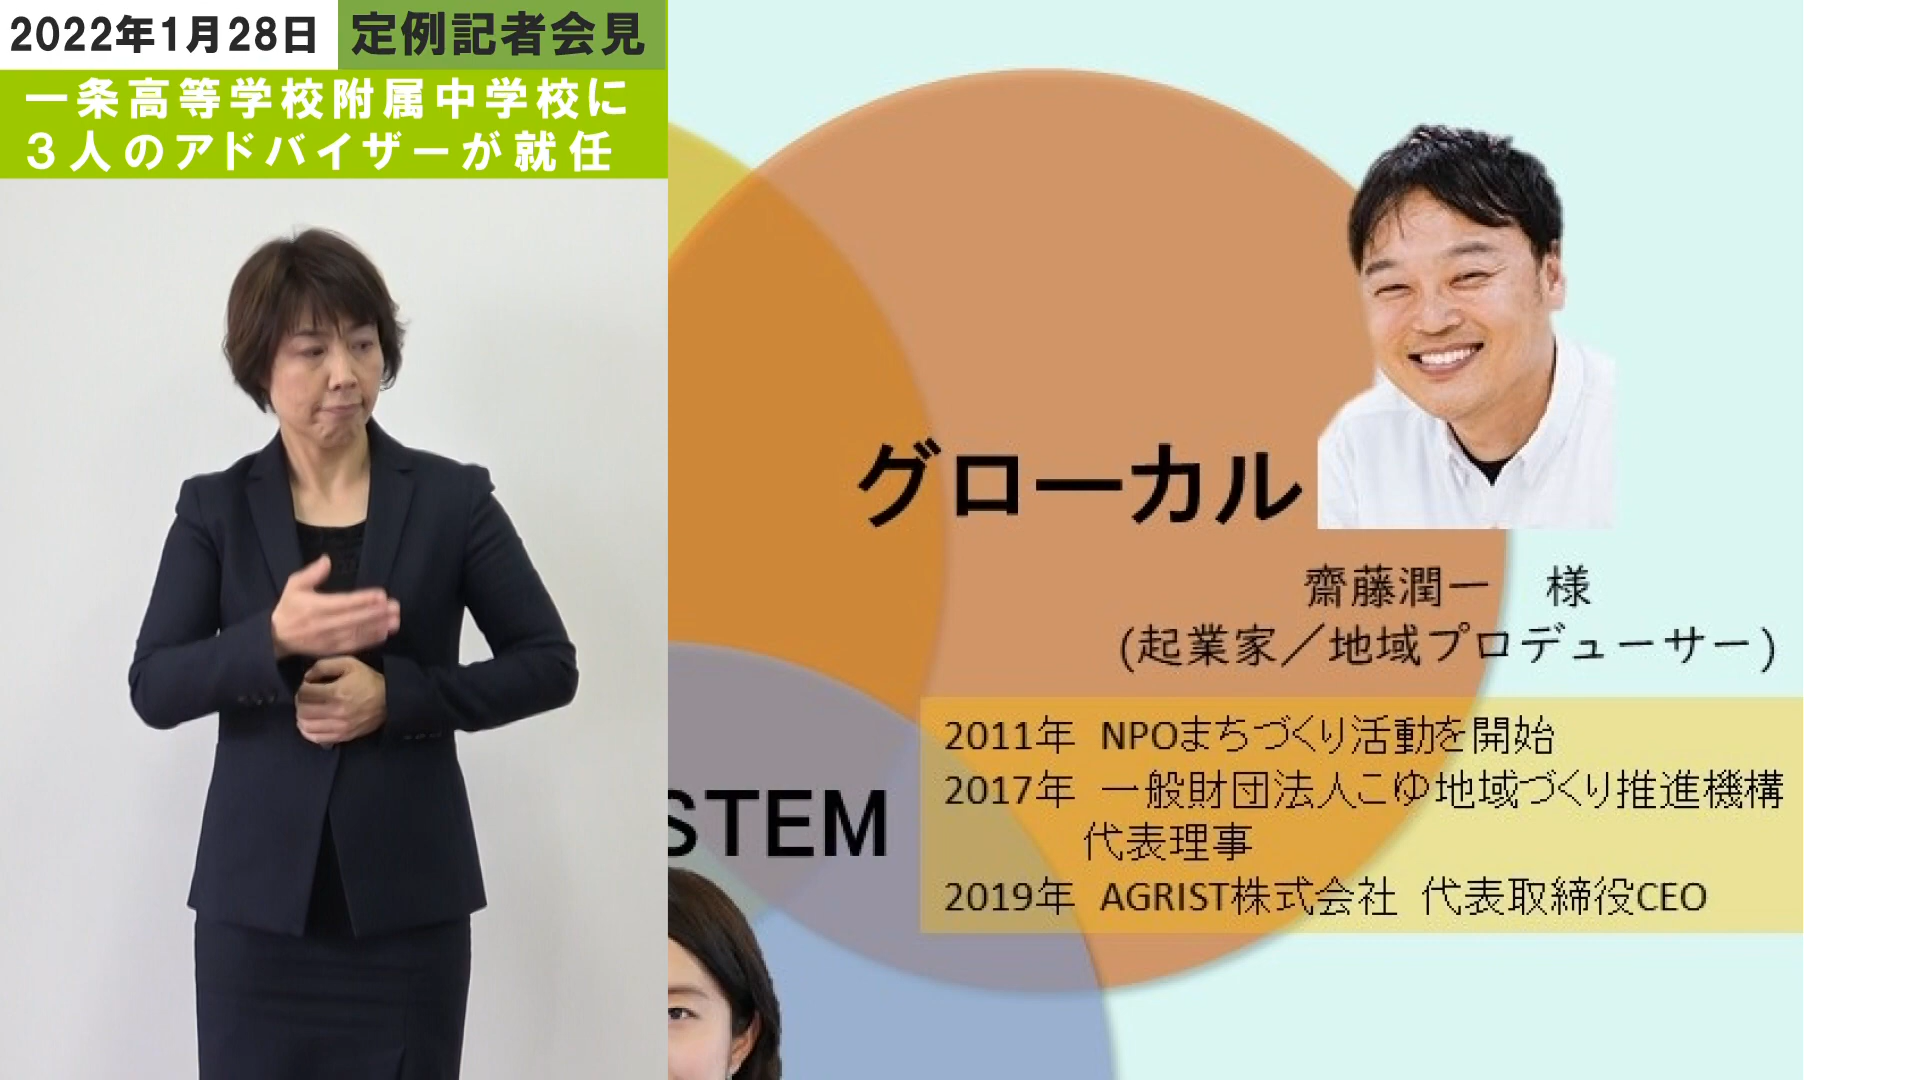 2022年1月28日 定例記者会見
一条高等学校附属中学校に
３人のアドバイザーが就任
グローカル
齋藤潤一　様
(起業家／地域プロデューサー)
2011年 NPOまちづくり活動を開始
2017年 一般財団法人こゆ地域づくり推進機構
代表理事
2019年 AGRIST株式会社 代表取締役CEO
STEM